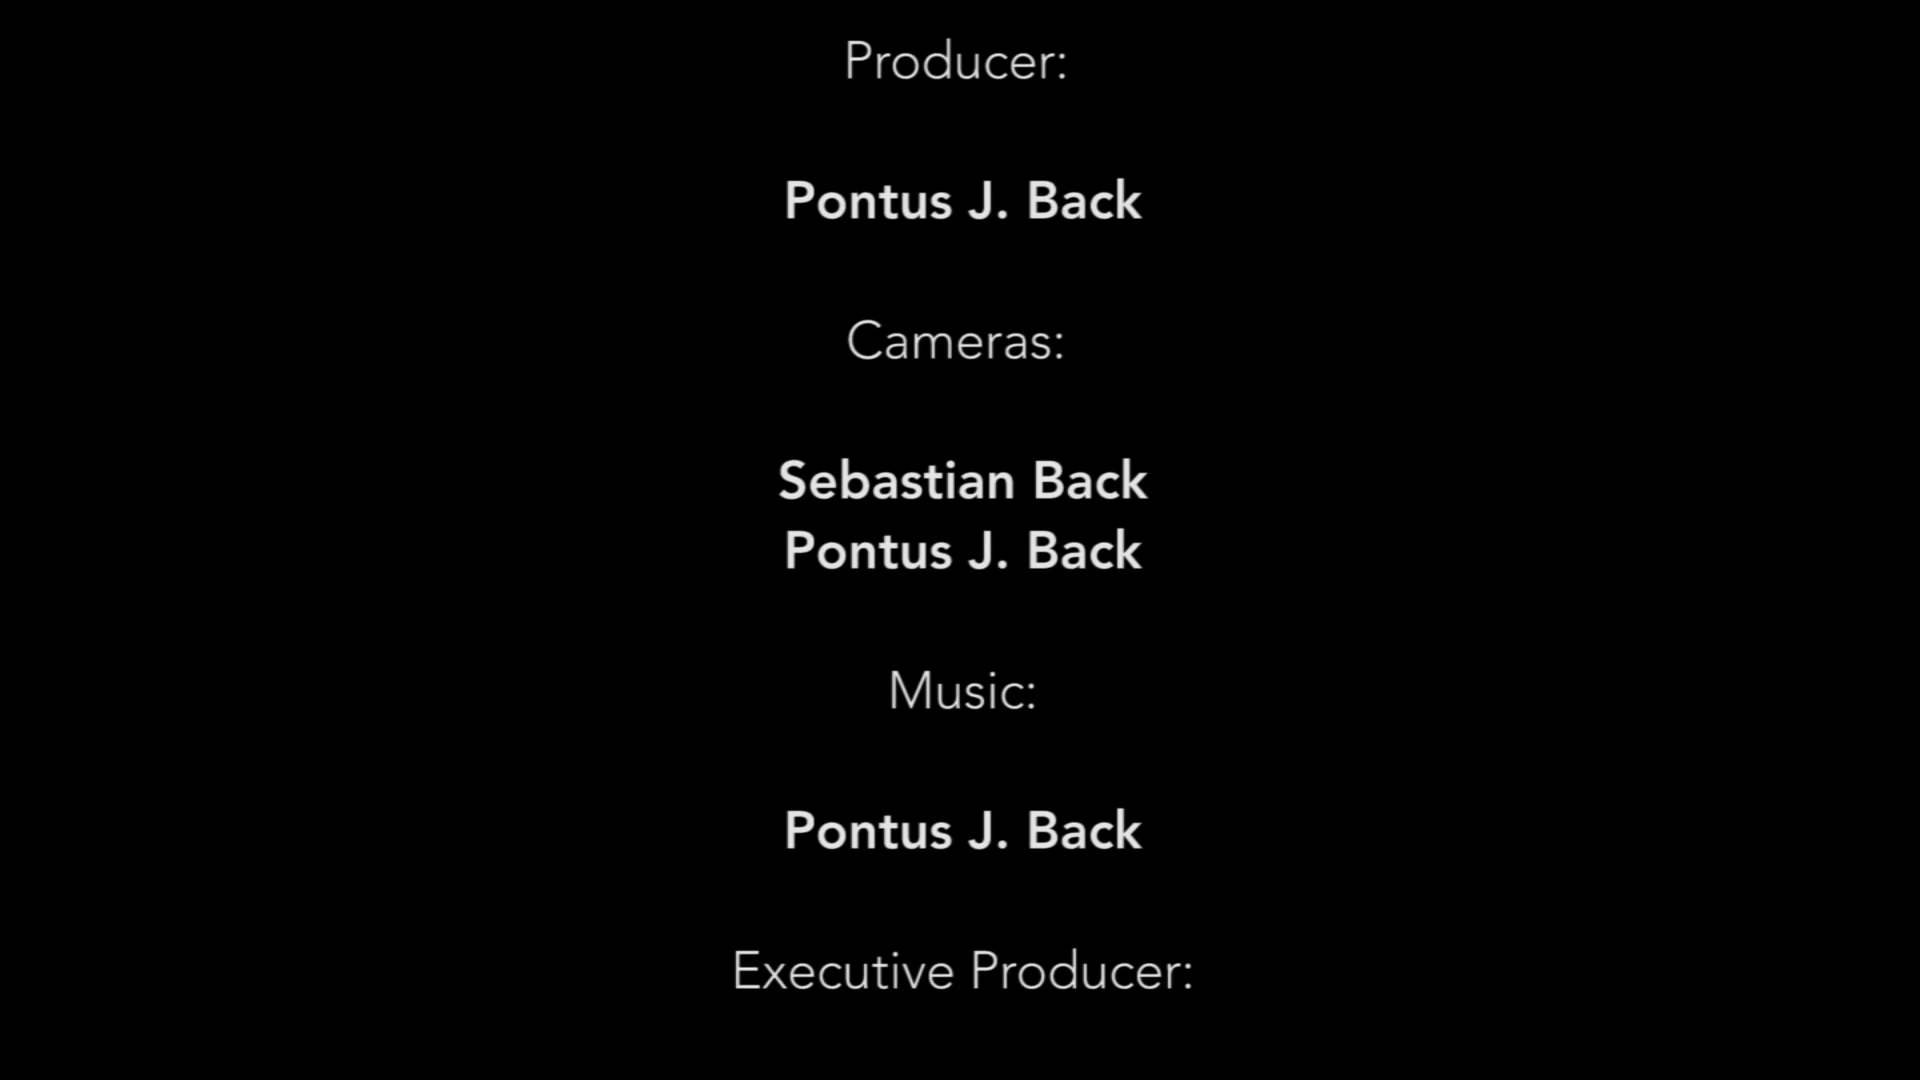 Producer:
Pontus J. Back
Cameras:
Sebastian Back
Pontus J. Back
Music:
Pontus J. Back
Executive Producer: